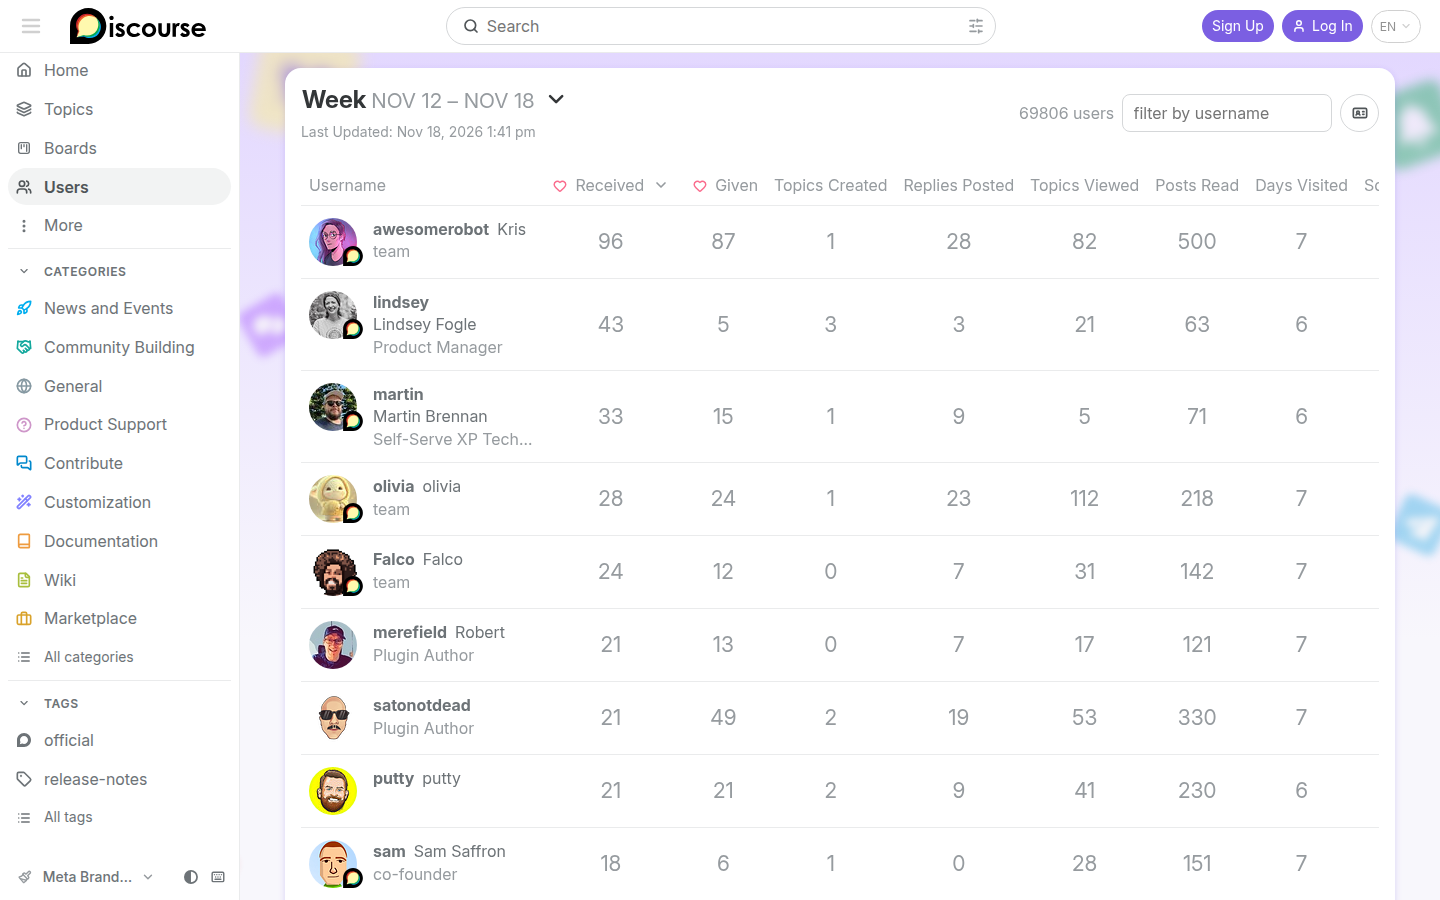 Discourse
Search
Sign Up
Log In
EN
Home
Topics
Boards
Users
More
CATEGORIES
News and Events
Community Building
General
Product Support
Contribute
Customization
Documentation
Wiki
Marketplace
All categories
TAGS
official
release-notes
All tags
Meta Brand...
Week NOV 12 – NOV 18
Last Updated: Nov 18, 2026 1:41 pm
69806 users
filter by username
Username Received Given Topics Created Replies Posted Topics Viewed Posts Read Days Visited
awesomerobot Kris
team
96 87 1 28 82 500 7
lindsey
Lindsey Fogle
Product Manager
43 5 3 3 21 63 6
martin
Martin Brennan
Self-Serve XP Tech...
33 15 1 9 5 71 6
olivia olivia
team
28 24 1 23 112 218 7
Falco Falco
team
24 12 0 7 31 142 7
merefield Robert
Plugin Author
21 13 0 7 17 121 7
satonotdead
Plugin Author
21 49 2 19 53 330 7
putty putty
21 21 2 9 41 230 6
sam Sam Saffron
co-founder
18 6 1 0 28 151 7